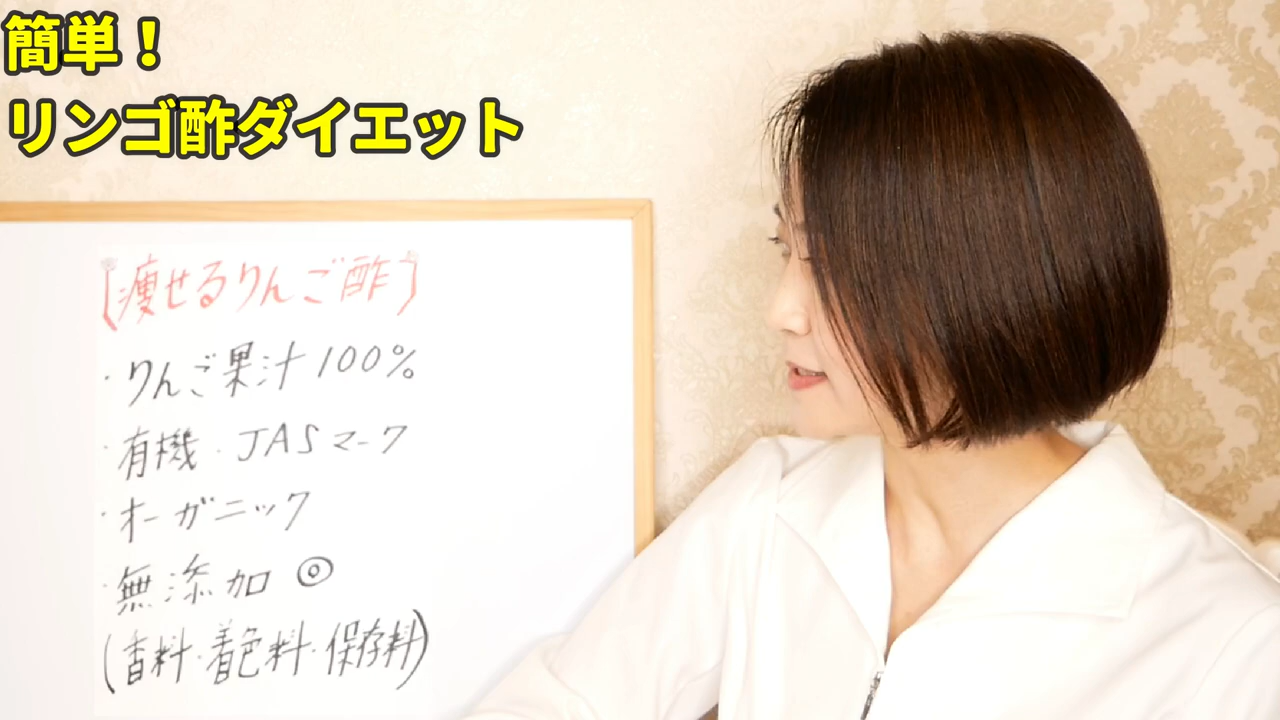 簡単！
リンゴ酢ダイエット
【痩せるりんご酢】
・りんご果汁100%
・有機・JASマーク
・オーガニック
・無添加 ◎
(香料・着色料・保存料)